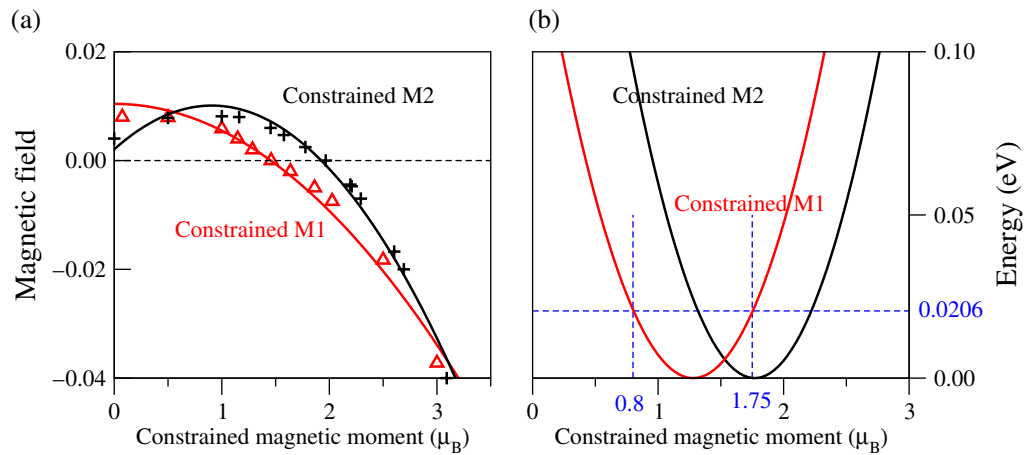 (a)
(b)
0.02
0.00
−0.02
−0.04
Magnetic field
Constrained M2
Constrained M1
0
1
2
3
Constrained magnetic moment (μB)
Constrained M2
Constrained M1
0.10
0.05
0.0206
0.00
Energy (eV)
0
0.8
1
1.75
2
3
Constrained magnetic moment (μB)